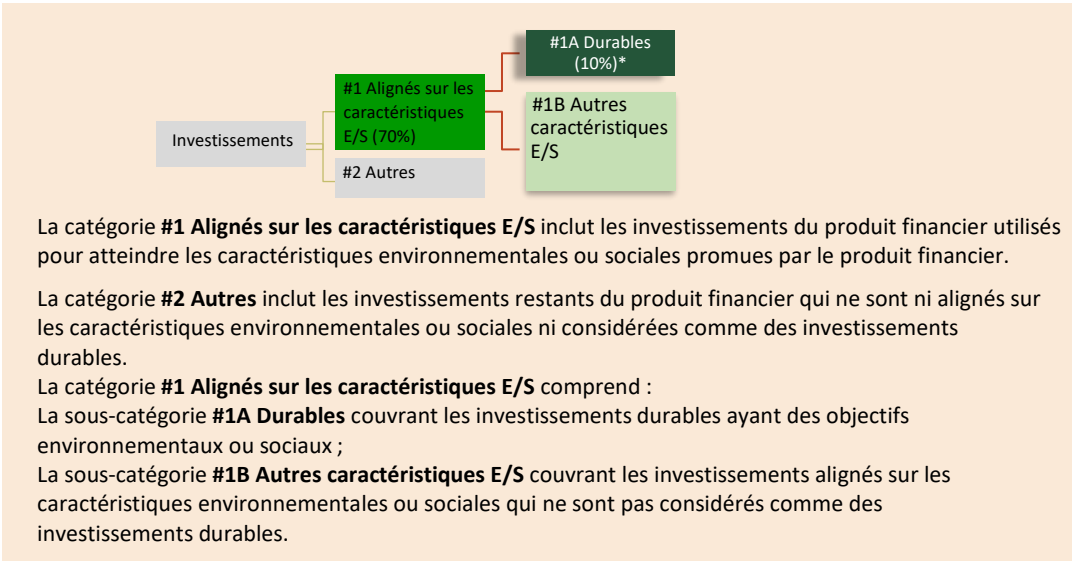 #1A Durables
(10%)*
#1 Alignés sur les
caractéristiques
E/S (70%)
#1B Autres
caractéristiques
E/S
Investissements
#2 Autres
La catégorie #1 Alignés sur les caractéristiques E/S inclut les investissements du produit financier utilisés
pour atteindre les caractéristiques environnementales ou sociales promues par le produit financier.
La catégorie #2 Autres inclut les investissements restants du produit financier qui ne sont ni alignés sur
les caractéristiques environnementales ou sociales ni considérées comme des investissements
durables.
La catégorie #1 Alignés sur les caractéristiques E/S comprend :
La sous-catégorie #1A Durables couvrant les investissements durables ayant des objectifs
environnementaux ou sociaux ;
La sous-catégorie #1B Autres caractéristiques E/S couvrant les investissements alignés sur les
caractéristiques environnementales ou sociales qui ne sont pas considérés comme des
investissements durables.